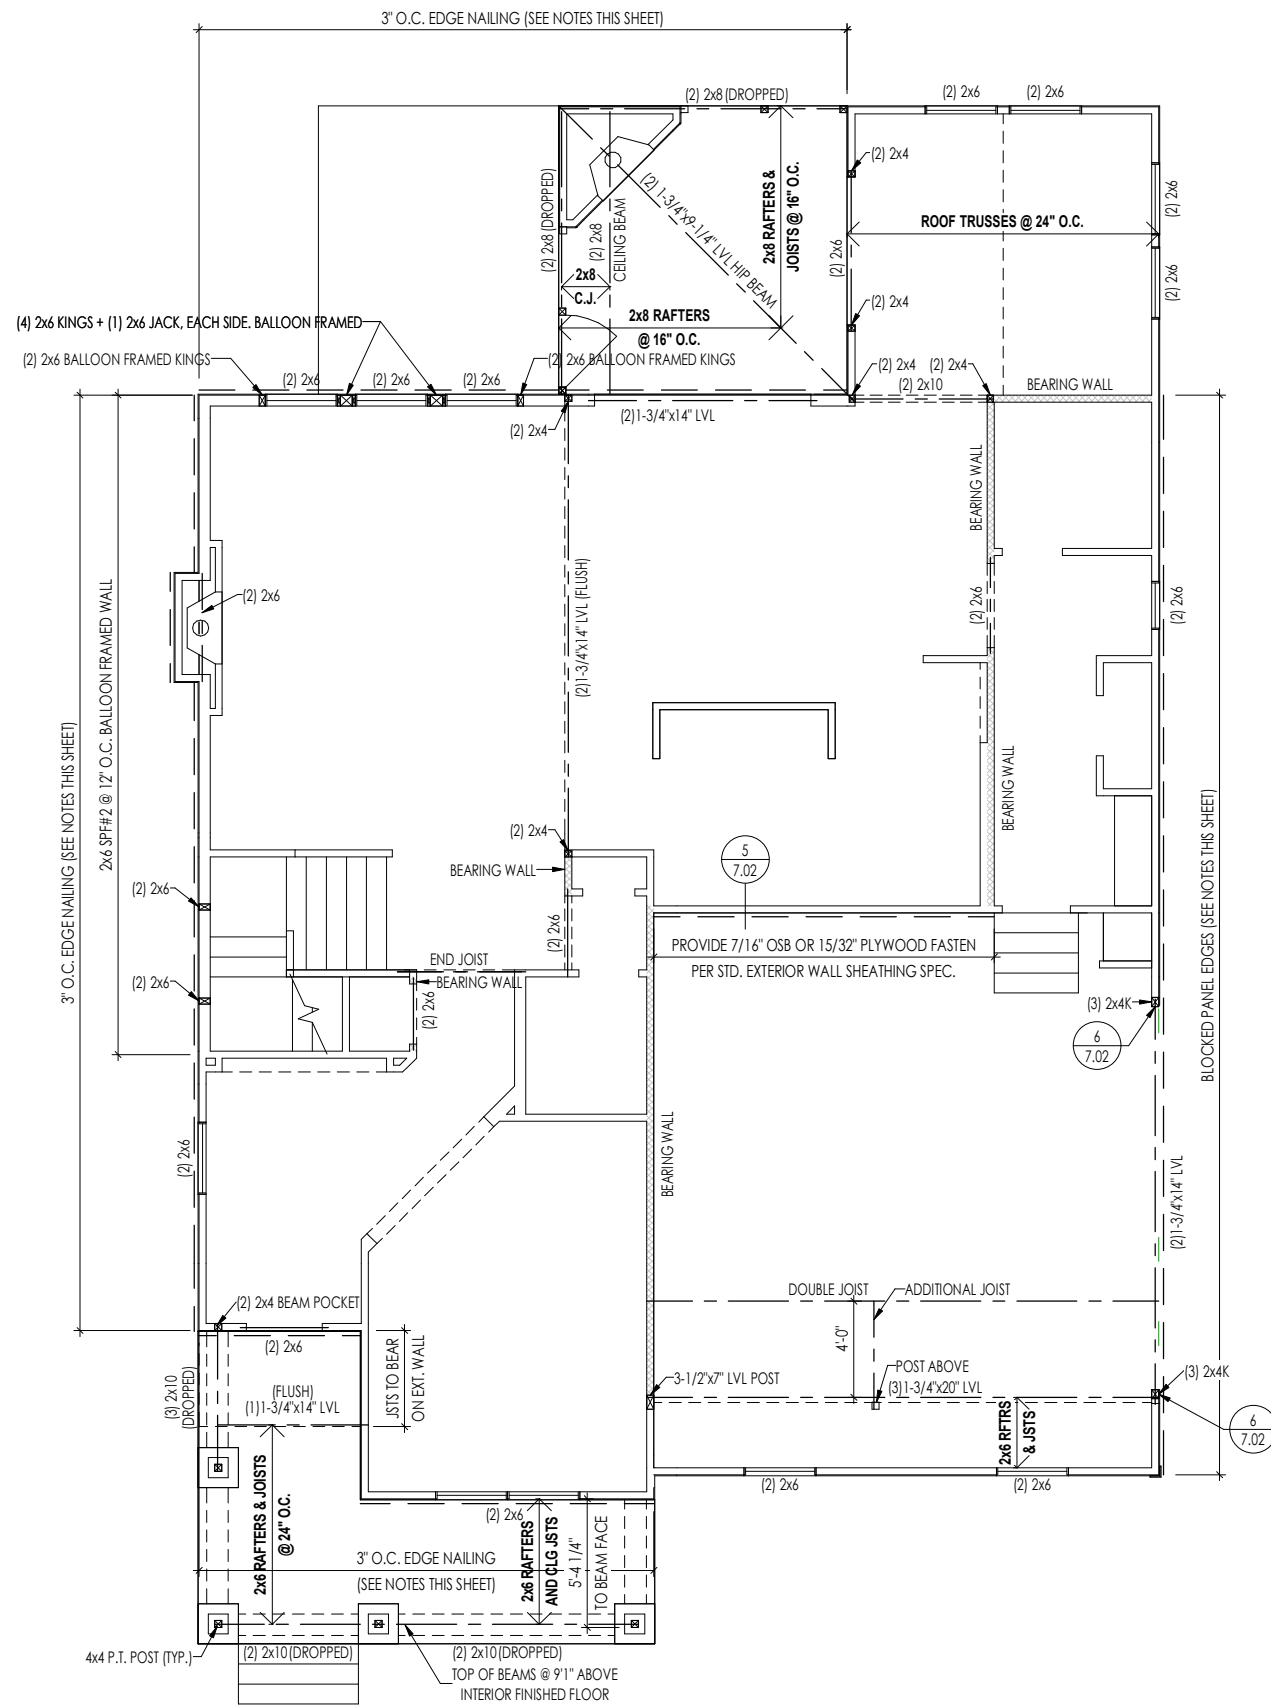 3" O.C. EDGE NAILING (SEE NOTES THIS SHEET)
(2) 2x8 (DROPPED)
(2) 2x6
(2) 2x6
(2) 2x4
(2) 2x6
(2) 2x8 (DROPPED)
(2) 2x8
CEILING BEAM
(2) 1-3/4"x9-1/4" LVL HIP BEAM
2x8 RAFTERS &
JOISTS @ 16" O.C.
(2) 2x6
ROOF TRUSSES @ 24" O.C.
2x8
C.J.
(2) 2x6
(2) 2x4
2x8 RAFTERS
@ 16" O.C.
(4) 2x6 KINGS + (1) 2x6 JACK, EACH SIDE. BALLOON FRAMED
(2) 2x6 BALLOON FRAMED KINGS
(2) 2x6 BALLOON FRAMED KINGS
(2) 2x6
(2) 2x6
(2) 2x6
(2) 2x4
(2) 2x4
(2) 2x10
BEARING WALL
(2) 2x4
(2)1-3/4"x14" LVL
BEARING WALL
(2) 2x6
(2)1-3/4"x14" LVL (FLUSH)
(2) 2x6
(2) 2x6
2x6 SPF#2 @ 12" O.C. BALLOON FRAMED WALL
3" O.C. EDGE NAILING (SEE NOTES THIS SHEET)
BEARING WALL
BLOCKED PANEL EDGES (SEE NOTES THIS SHEET)
(2) 2x4
BEARING WALL
5
7.02
(2) 2x6
(2) 2x6
PROVIDE 7/16" OSB OR 15/32" PLYWOOD FASTEN
PER STD. EXTERIOR WALL SHEATHING SPEC.
END JOIST
BEARING WALL
(2) 2x6
(2) 2x6
(3) 2x4K
6
7.02
(2) 2x6
BEARING WALL
(2)1-3/4"x14" LVL
DOUBLE JOIST
ADDITIONAL JOIST
4'-0"
(2) 2x4 BEAM POCKET
(2) 2x6
(3) 2x10
(DROPPED)
(FLUSH)
(1)1-3/4"x14" LVL
JSTS TO BEAR
ON EXT. WALL
POST ABOVE
3-1/2"x7" LVL POST
(3)1-3/4"x20" LVL
(3) 2x4K
6
7.02
2x6 RFTRS
& JSTS
(2) 2x6
(2) 2x6
2x6 RAFTERS & JOISTS
@ 24" O.C.
(2) 2x6
2x6 RAFTERS
AND CLG JSTS
5'-4 1/4"
TO BEAM FACE
3" O.C. EDGE NAILING
(SEE NOTES THIS SHEET)
4x4 P.T. POST (TYP.)
(2) 2x10 (DROPPED)
(2) 2x10 (DROPPED)
TOP OF BEAMS @ 9'1" ABOVE
INTERIOR FINISHED FLOOR